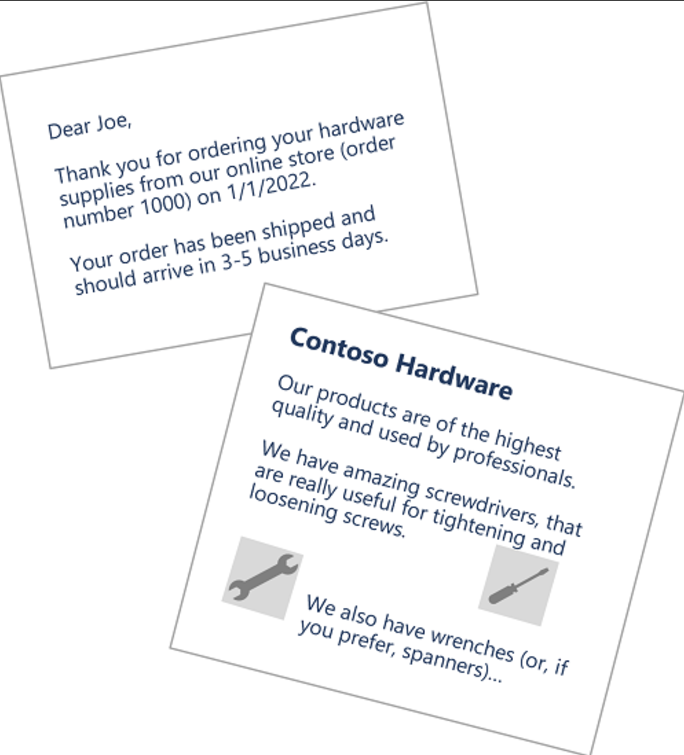 Dear Joe,
Thank you for ordering your hardware
supplies from our online store (order
number 1000) on 1/1/2022.
Your order has been shipped and
should arrive in 3-5 business days.
Contoso Hardware
Our products are of the highest
quality and used by professionals.
We have amazing screwdrivers, that
are really useful for tightening and
loosening screws.
We also have wrenches (or, if
you prefer, spanners)...